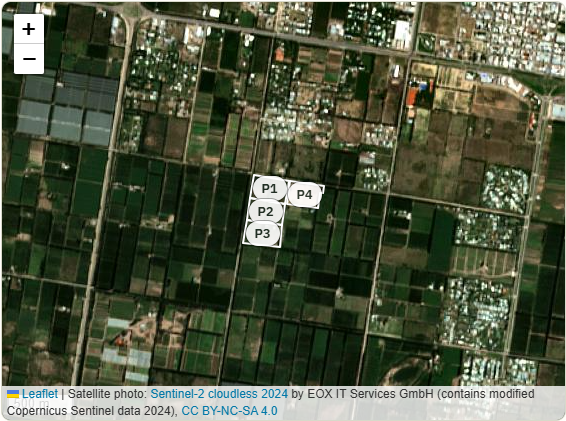 +
−
P1
P4
P2
P3
Leaflet | Satellite photo: Sentinel-2 cloudless 2024 by EOX IT Services GmbH (contains modified
Copernicus Sentinel data 2024), CC BY-NC-SA 4.0